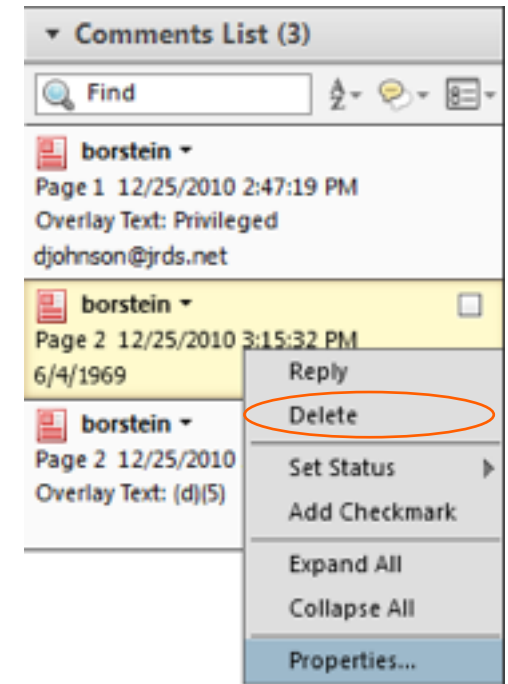 Comments List (3)
Find
borstein
Page 1 12/25/2010 2:47:19 PM
Overlay Text: Privileged
djohnson@jrds.net
borstein
Page 2 12/25/2010 3:15:32 PM
6/4/1969
borstein
Page 2 12/25/2010
Overlay Text: (d)(5)
Reply
Delete
Set Status
Add Checkmark
Expand All
Collapse All
Properties...